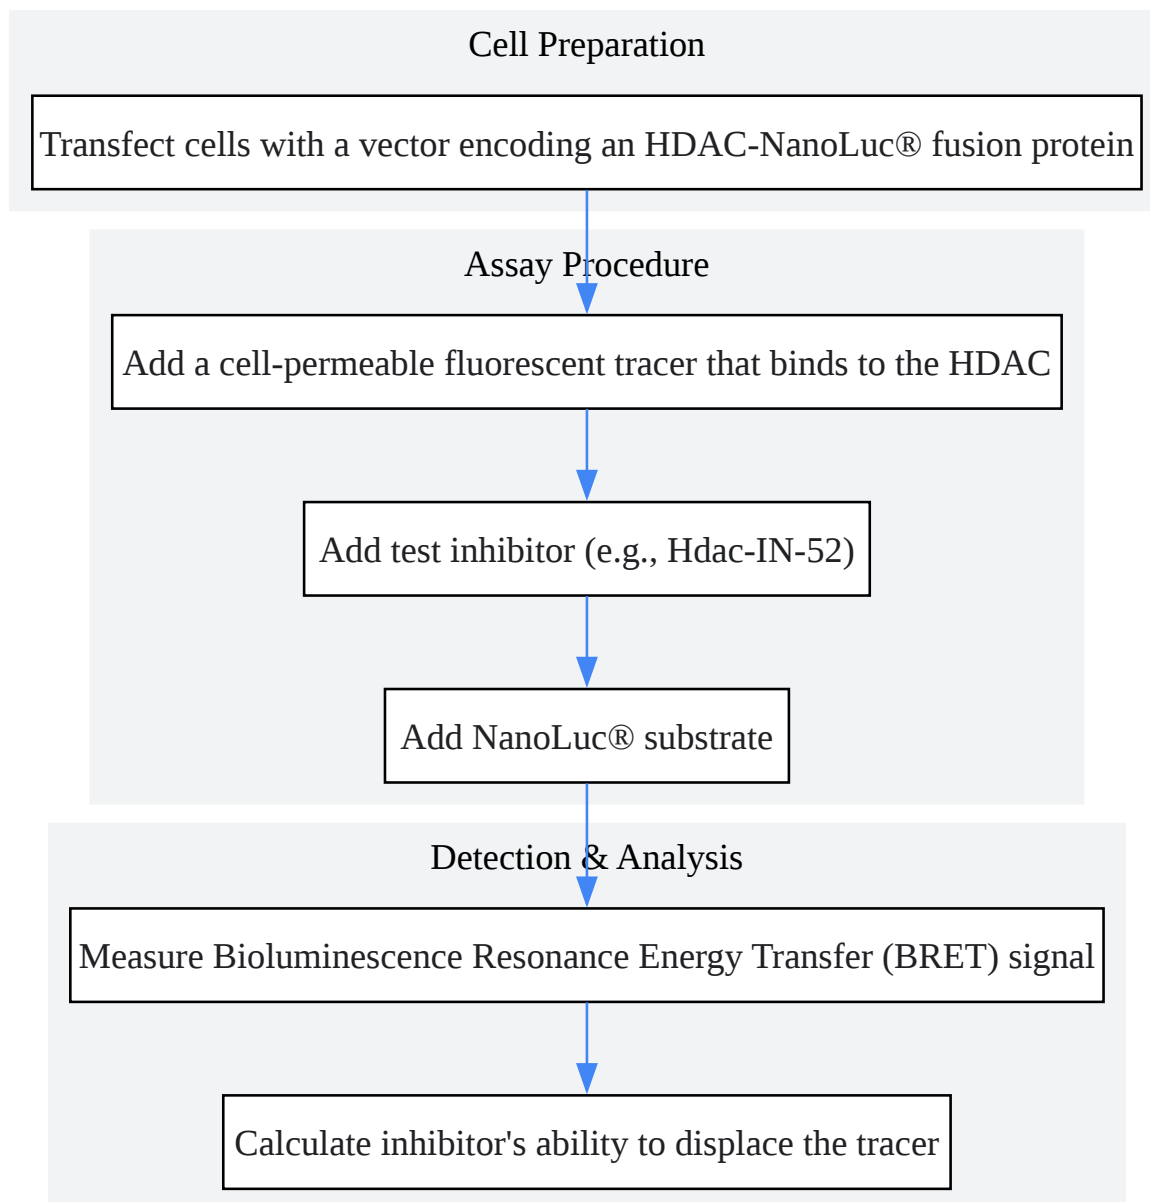 Cell Preparation
Transfect cells with a vector encoding an HDAC-NanoLuc® fusion protein
Assay Procedure
Add a cell-permeable fluorescent tracer that binds to the HDAC
Add test inhibitor (e.g., Hdac-IN-52)
Add NanoLuc® substrate
Detection & Analysis
Measure Bioluminescence Resonance Energy Transfer (BRET) signal
Calculate inhibitor's ability to displace the tracer